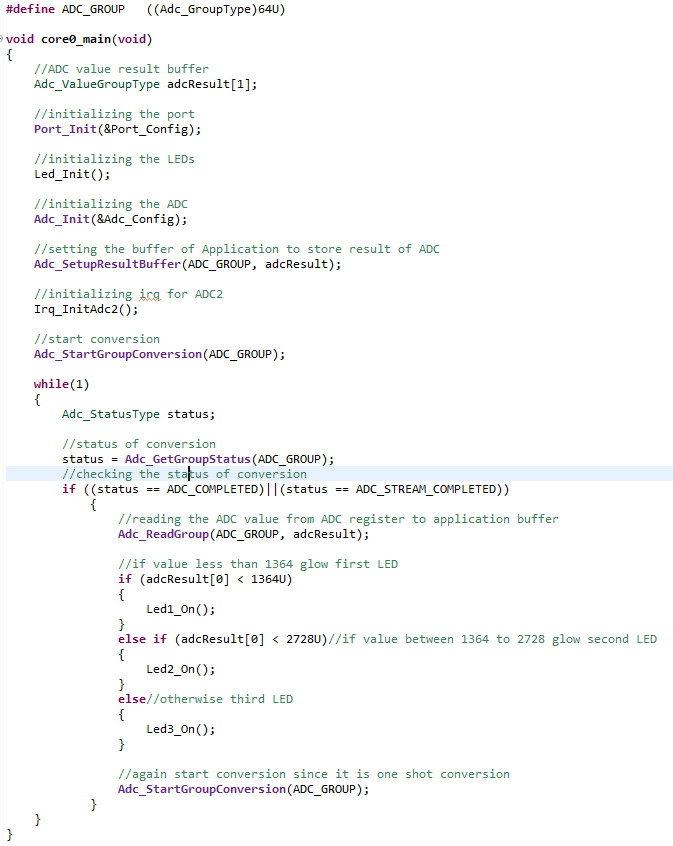 #define ADC_GROUP   ((Adc_GroupType)64U)
void core0_main(void)
{
    //ADC value result buffer
    Adc_ValueGroupType adcResult[1];
    //initializing the port
    Port_Init(&Port_Config);
    //initializing the LEDs
    Led_Init();
    //initializing the ADC
    Adc_Init(&Adc_Config);
    //setting the buffer of Application to store result of ADC
    Adc_SetupResultBuffer(ADC_GROUP, adcResult);
    //initializing irq for ADC2
    Irq_InitAdc2();
    //start conversion
    Adc_StartGroupConversion(ADC_GROUP);
    while(1)
    {
        Adc_StatusType status;
        //status of conversion
        status = Adc_GetGroupStatus(ADC_GROUP);
        //checking the status of conversion
        if ((status == ADC_COMPLETED)||(status == ADC_STREAM_COMPLETED))
            {
                //reading the ADC value from ADC register to application buffer
                Adc_ReadGroup(ADC_GROUP, adcResult);
                //if value less than 1364 glow first LED
                if (adcResult[0] < 1364U)
                {
                    Led1_On();
                }
                else if (adcResult[0] < 2728U)//if value between 1364 to 2728 glow second LED
                {
                    Led2_On();
                }
                else//otherwise third LED
                {
                    Led3_On();
                }
                //again start conversion since it is one shot conversion
                Adc_StartGroupConversion(ADC_GROUP);
            }
    }
}